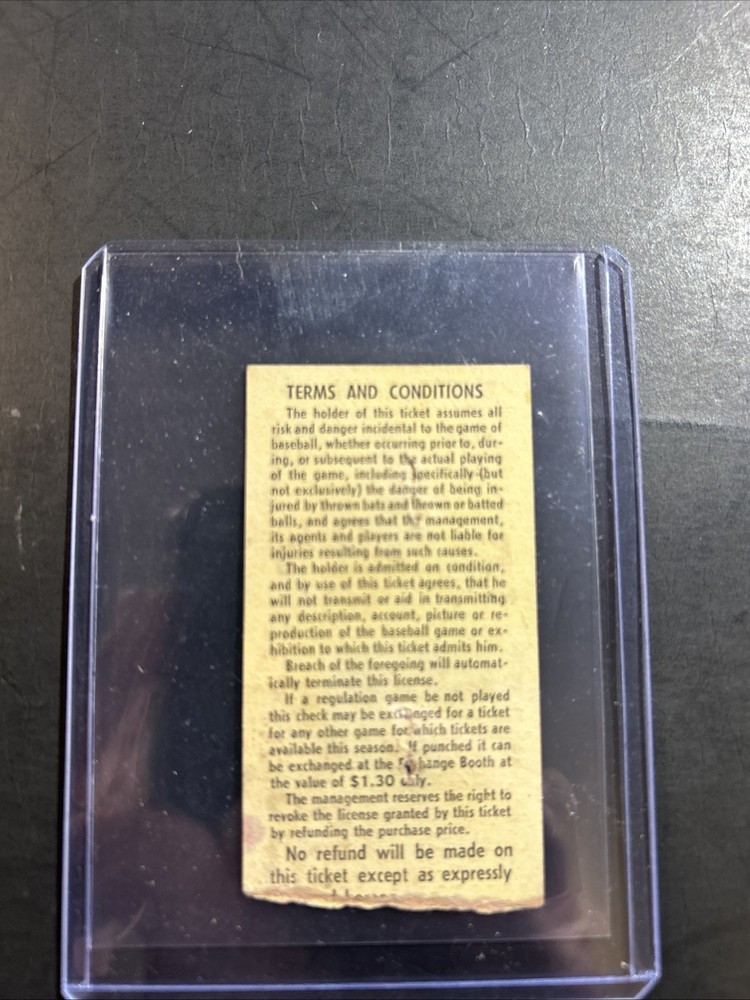 TERMS AND CONDITIONS
The holder of this ticket assumes all
risk and danger incidental to the game of
baseball, whether occurring prior to, dur-
ing, or subsequent to the actual playing
of the game, including specifically (but
not exclusively) the danger of being in-
jured by thrown bats and thrown or batted
balls, and agrees that the management,
its agents and players are not liable for
injuries resulting from such causes.
The holder is admitted on condition,
and by use of this ticket agrees, that he
will not transmit or aid in transmitting
any description, account, picture or re-
production of the baseball game or ex-
hibition to which this ticket admits him.
Breach of the foregoing will automat-
ically terminate this license.
If a regulation game be not played
this check may be exchanged for a ticket
for any other game for which tickets are
available this season. If punched it can
be exchanged at the Exchange Booth at
the value of $1.30 only.
The management reserves the right to
revoke the license granted by this ticket
by refunding the purchase price.
No refund will be made on
this ticket except as expressly